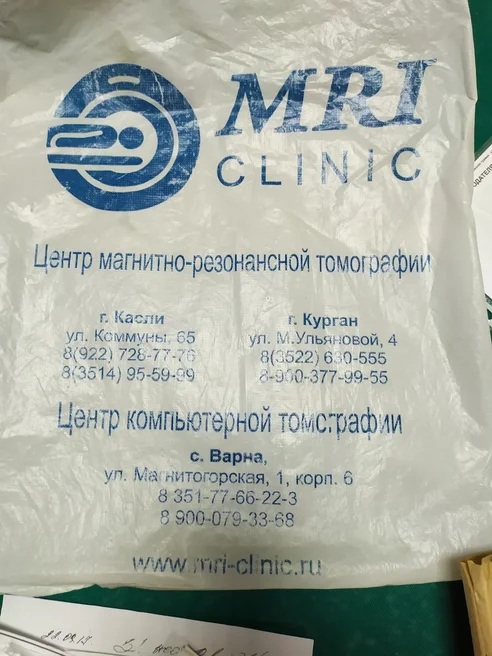 MRI
CLINIC
Центр магнитно-резонансной томографии
г. Касли
ул. Коммуны, 65
8(922) 728-77-76
8(3514) 95-59-99
г. Курган
ул. М.Ульяновой, 4
8(3522) 630-555
8-900-377-99-55
Центр компьютерной томографии
с. Варна,
ул. Магнитогорская, 1, корп. 6
8 351-77-66-22-3
8 900-079-33-68
www.mri-clinic.ru